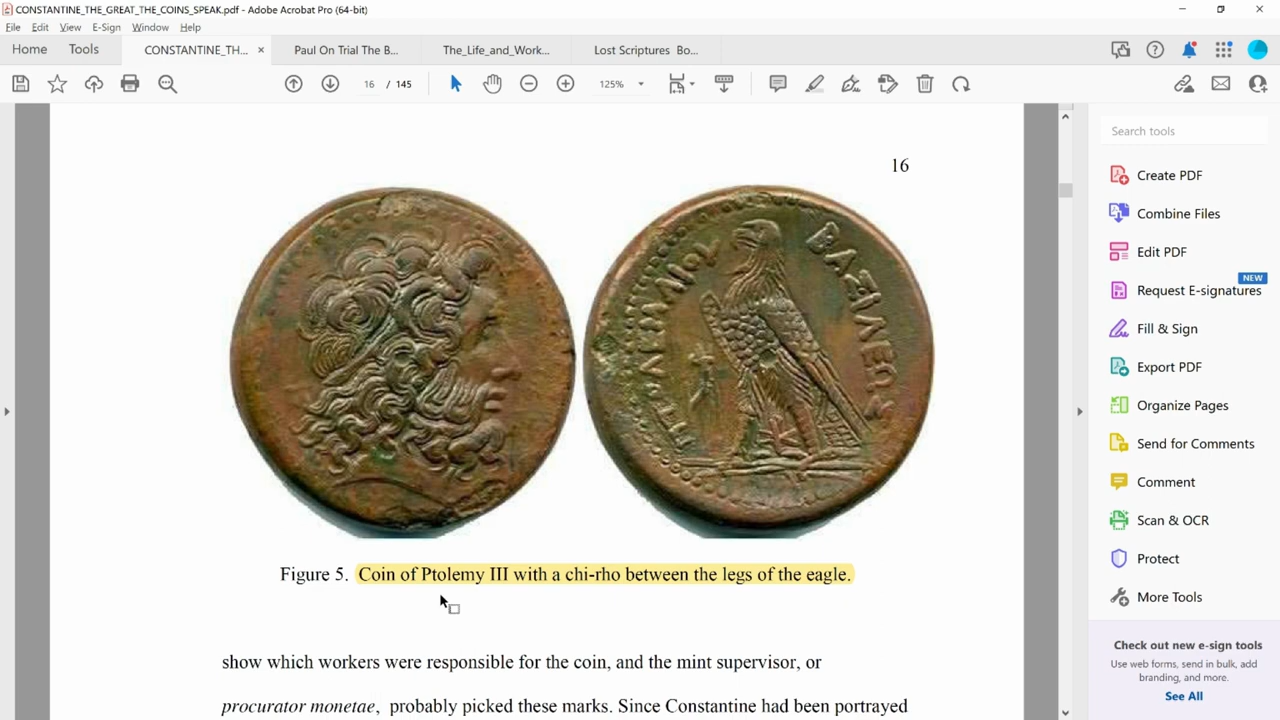 CONSTANTINE_THE_GREAT_THE_COINS_SPEAK.pdf - Adobe Acrobat Pro (64-bit)
File Edit View E-Sign Window Help
Home Tools CONSTANTINE_TH... × Paul On Trial The B... The_Life_and_Work... Lost Scriptures Bo...
16 / 145 125%
16
ΠΤΟΛΕΜΑΙΟΥ ΒΑΣΙΛΕΩΣ
Figure 5. Coin of Ptolemy III with a chi-rho between the legs of the eagle.
show which workers were responsible for the coin, and the mint supervisor, or
procurator monetae, probably picked these marks. Since Constantine had been portrayed
Search tools
Create PDF
Combine Files
Edit PDF
NEW
Request E-signatures
Fill & Sign
Export PDF
Organize Pages
Send for Comments
Comment
Scan & OCR
Protect
More Tools
Check out new e-sign tools
Use web forms, send in bulk, add
branding, and more.
See All